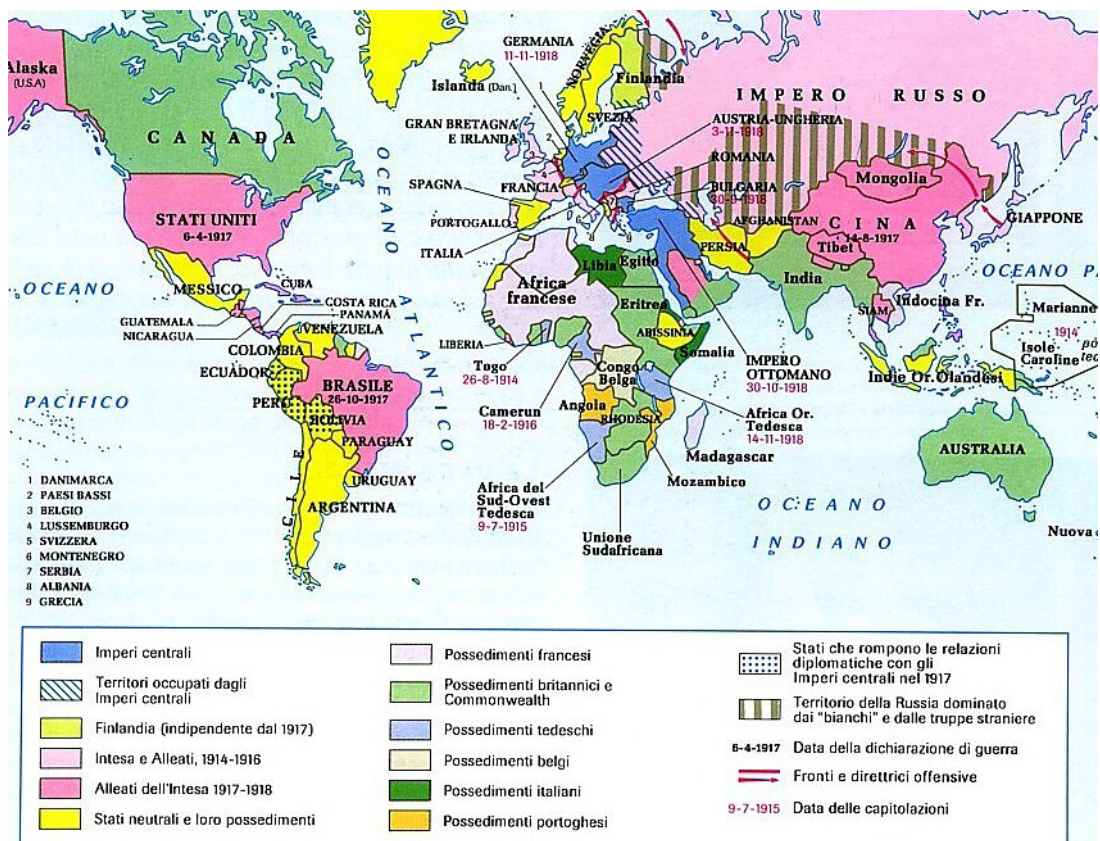 Alaska
(U.S.A)
CANADA
STATI UNITI
6-4-1917
MESSICO
CUBA
COSTA RICA
PANAMÁ
GUATEMALA
NICARAGUA
VENEZUELA
COLOMBIA
ECUADOR
PERÚ
BRASILE
26-10-1917
BOLIVIA
PARAGUAY
URUGUAY
ARGENTINA
OCEANO
PACIFICO
OCEANO ATLANTICO
Islanda (Dan.)
GERMANIA
11-11-1918
NORVEGIA
SVEZIA
Finlandia
GRAN BRETAGNA
E IRLANDA
SPAGNA
FRANCIA
PORTOGALLO
ITALIA
IMPERO RUSSO
AUSTRIA-UNGHERIA
3-11-1918
ROMANIA
BULGARIA
30-9-1918
AFGHANISTAN
PERSIA
Mongolia
CINA
14-8-1917
Tibet
GIAPPONE
India
Indocina Fr.
SIAM
OCEANO
Marianne
1914
Isole
Caroline
Indie Or. Olandesi
AUSTRALIA
Nuova
Libia
Egitto
Africa
francese
Eritrea
ABISSINIA
Somalia
LIBERIA
Togo
26-8-1914
Camerun
18-2-1916
Congo
Belga
Angola
RHODESIA
IMPERO
OTTOMANO
30-10-1918
Africa Or.
Tedesca
14-11-1918
Madagascar
Mozambico
Africa del
Sud-Ovest
Tedesca
9-7-1915
Unione
Sudafricana
OCEANO
INDIANO
1 DANIMARCA
2 PAESI BASSI
3 BELGIO
4 LUSSEMBURGO
5 SVIZZERA
6 MONTENEGRO
7 SERBIA
8 ALBANIA
9 GRECIA
Imperi centrali
Territori occupati dagli
Imperi centrali
Finlandia (indipendente dal 1917)
Intesa e Alleati, 1914-1916
Alleati dell'Intesa 1917-1918
Stati neutrali e loro possedimenti
Possedimenti francesi
Possedimenti britannici e
Commonwealth
Possedimenti tedeschi
Possedimenti belgi
Possedimenti italiani
Possedimenti portoghesi
Stati che rompono le relazioni
diplomatiche con gli
Imperi centrali nel 1917
Territorio della Russia dominato
dai "bianchi" e dalle truppe straniere
6-4-1917 Data della dichiarazione di guerra
Fronti e direttrici offensive
9-7-1915 Data delle capitolazioni